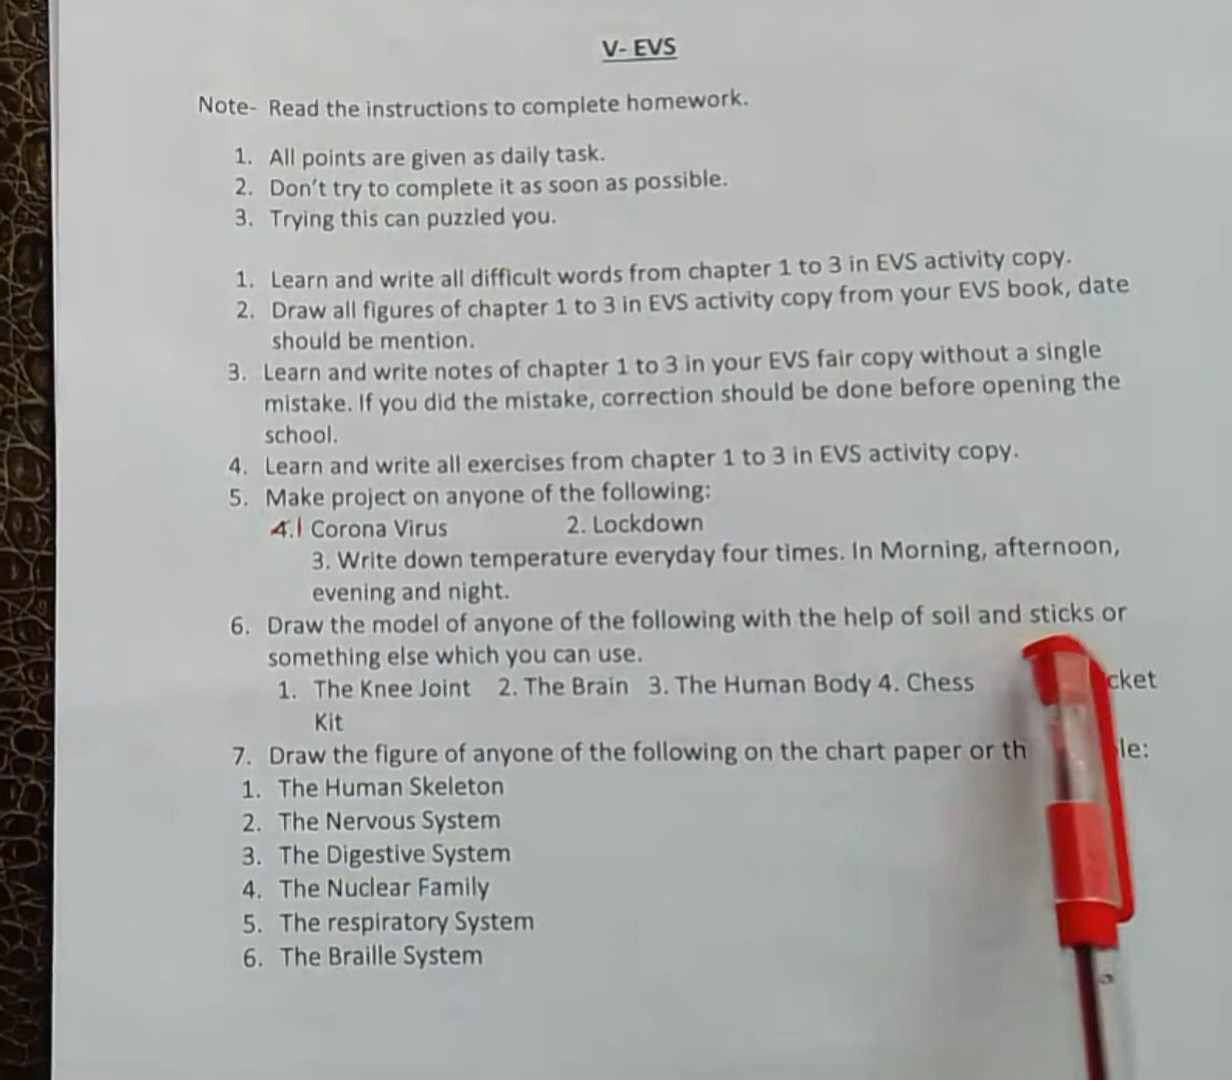 V- EVS
Note- Read the instructions to complete homework.
1. All points are given as daily task.
2. Don't try to complete it as soon as possible.
3. Trying this can puzzled you.
1. Learn and write all difficult words from chapter 1 to 3 in EVS activity copy.
2. Draw all figures of chapter 1 to 3 in EVS activity copy from your EVS book, date
should be mention.
3. Learn and write notes of chapter 1 to 3 in your EVS fair copy without a single
mistake. If you did the mistake, correction should be done before opening the
school.
4. Learn and write all exercises from chapter 1 to 3 in EVS activity copy.
5. Make project on anyone of the following:
1 Corona Virus 2. Lockdown
3. Write down temperature everyday four times. In Morning, afternoon,
evening and night.
6. Draw the model of anyone of the following with the help of soil and sticks or
something else which you can use.
1. The Knee Joint 2. The Brain 3. The Human Body 4. Chess
Kit
7. Draw the figure of anyone of the following on the chart paper or
1. The Human Skeleton
2. The Nervous System
3. The Digestive System
4. The Nuclear Family
5. The respiratory System
6. The Braille System